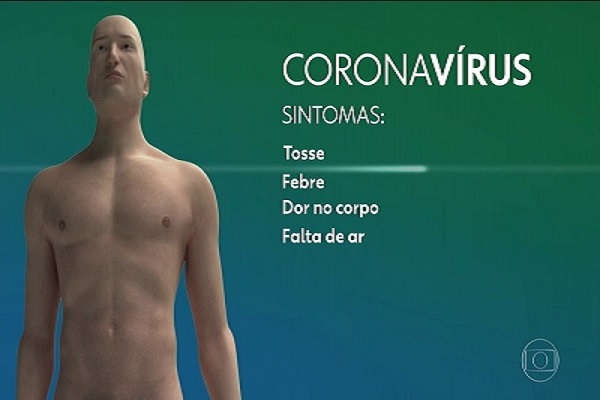 CORONAVÍRUS
SINTOMAS:
Tosse
Febre
Dor no corpo
Falta de ar